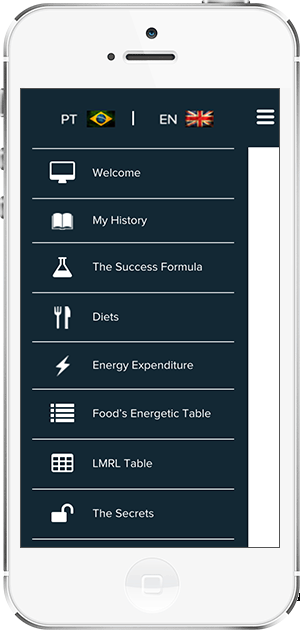 PT | EN
Welcome
My History
The Success Formula
Diets
Energy Expenditure
Food's Energetic Table
LMRL Table
The Secrets